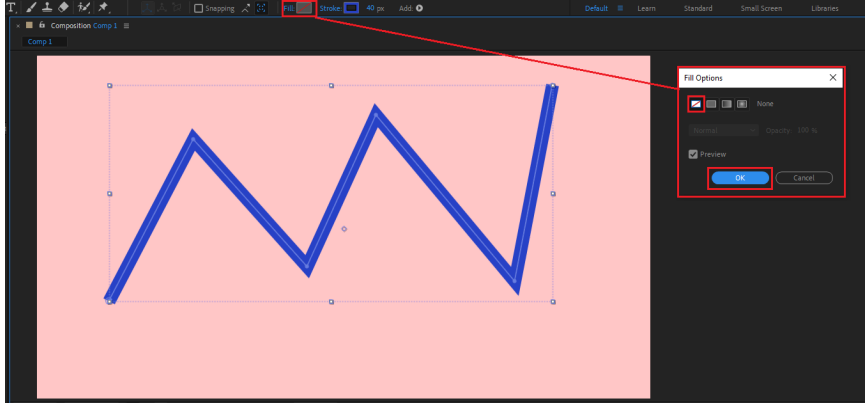 Snapping Fill: Stroke: 40 px Add: Default Learn Standard Small Screen Libraries
× Composition Comp 1
Comp 1
Fill Options
None
Normal Opacity: 100 %
Preview
OK Cancel